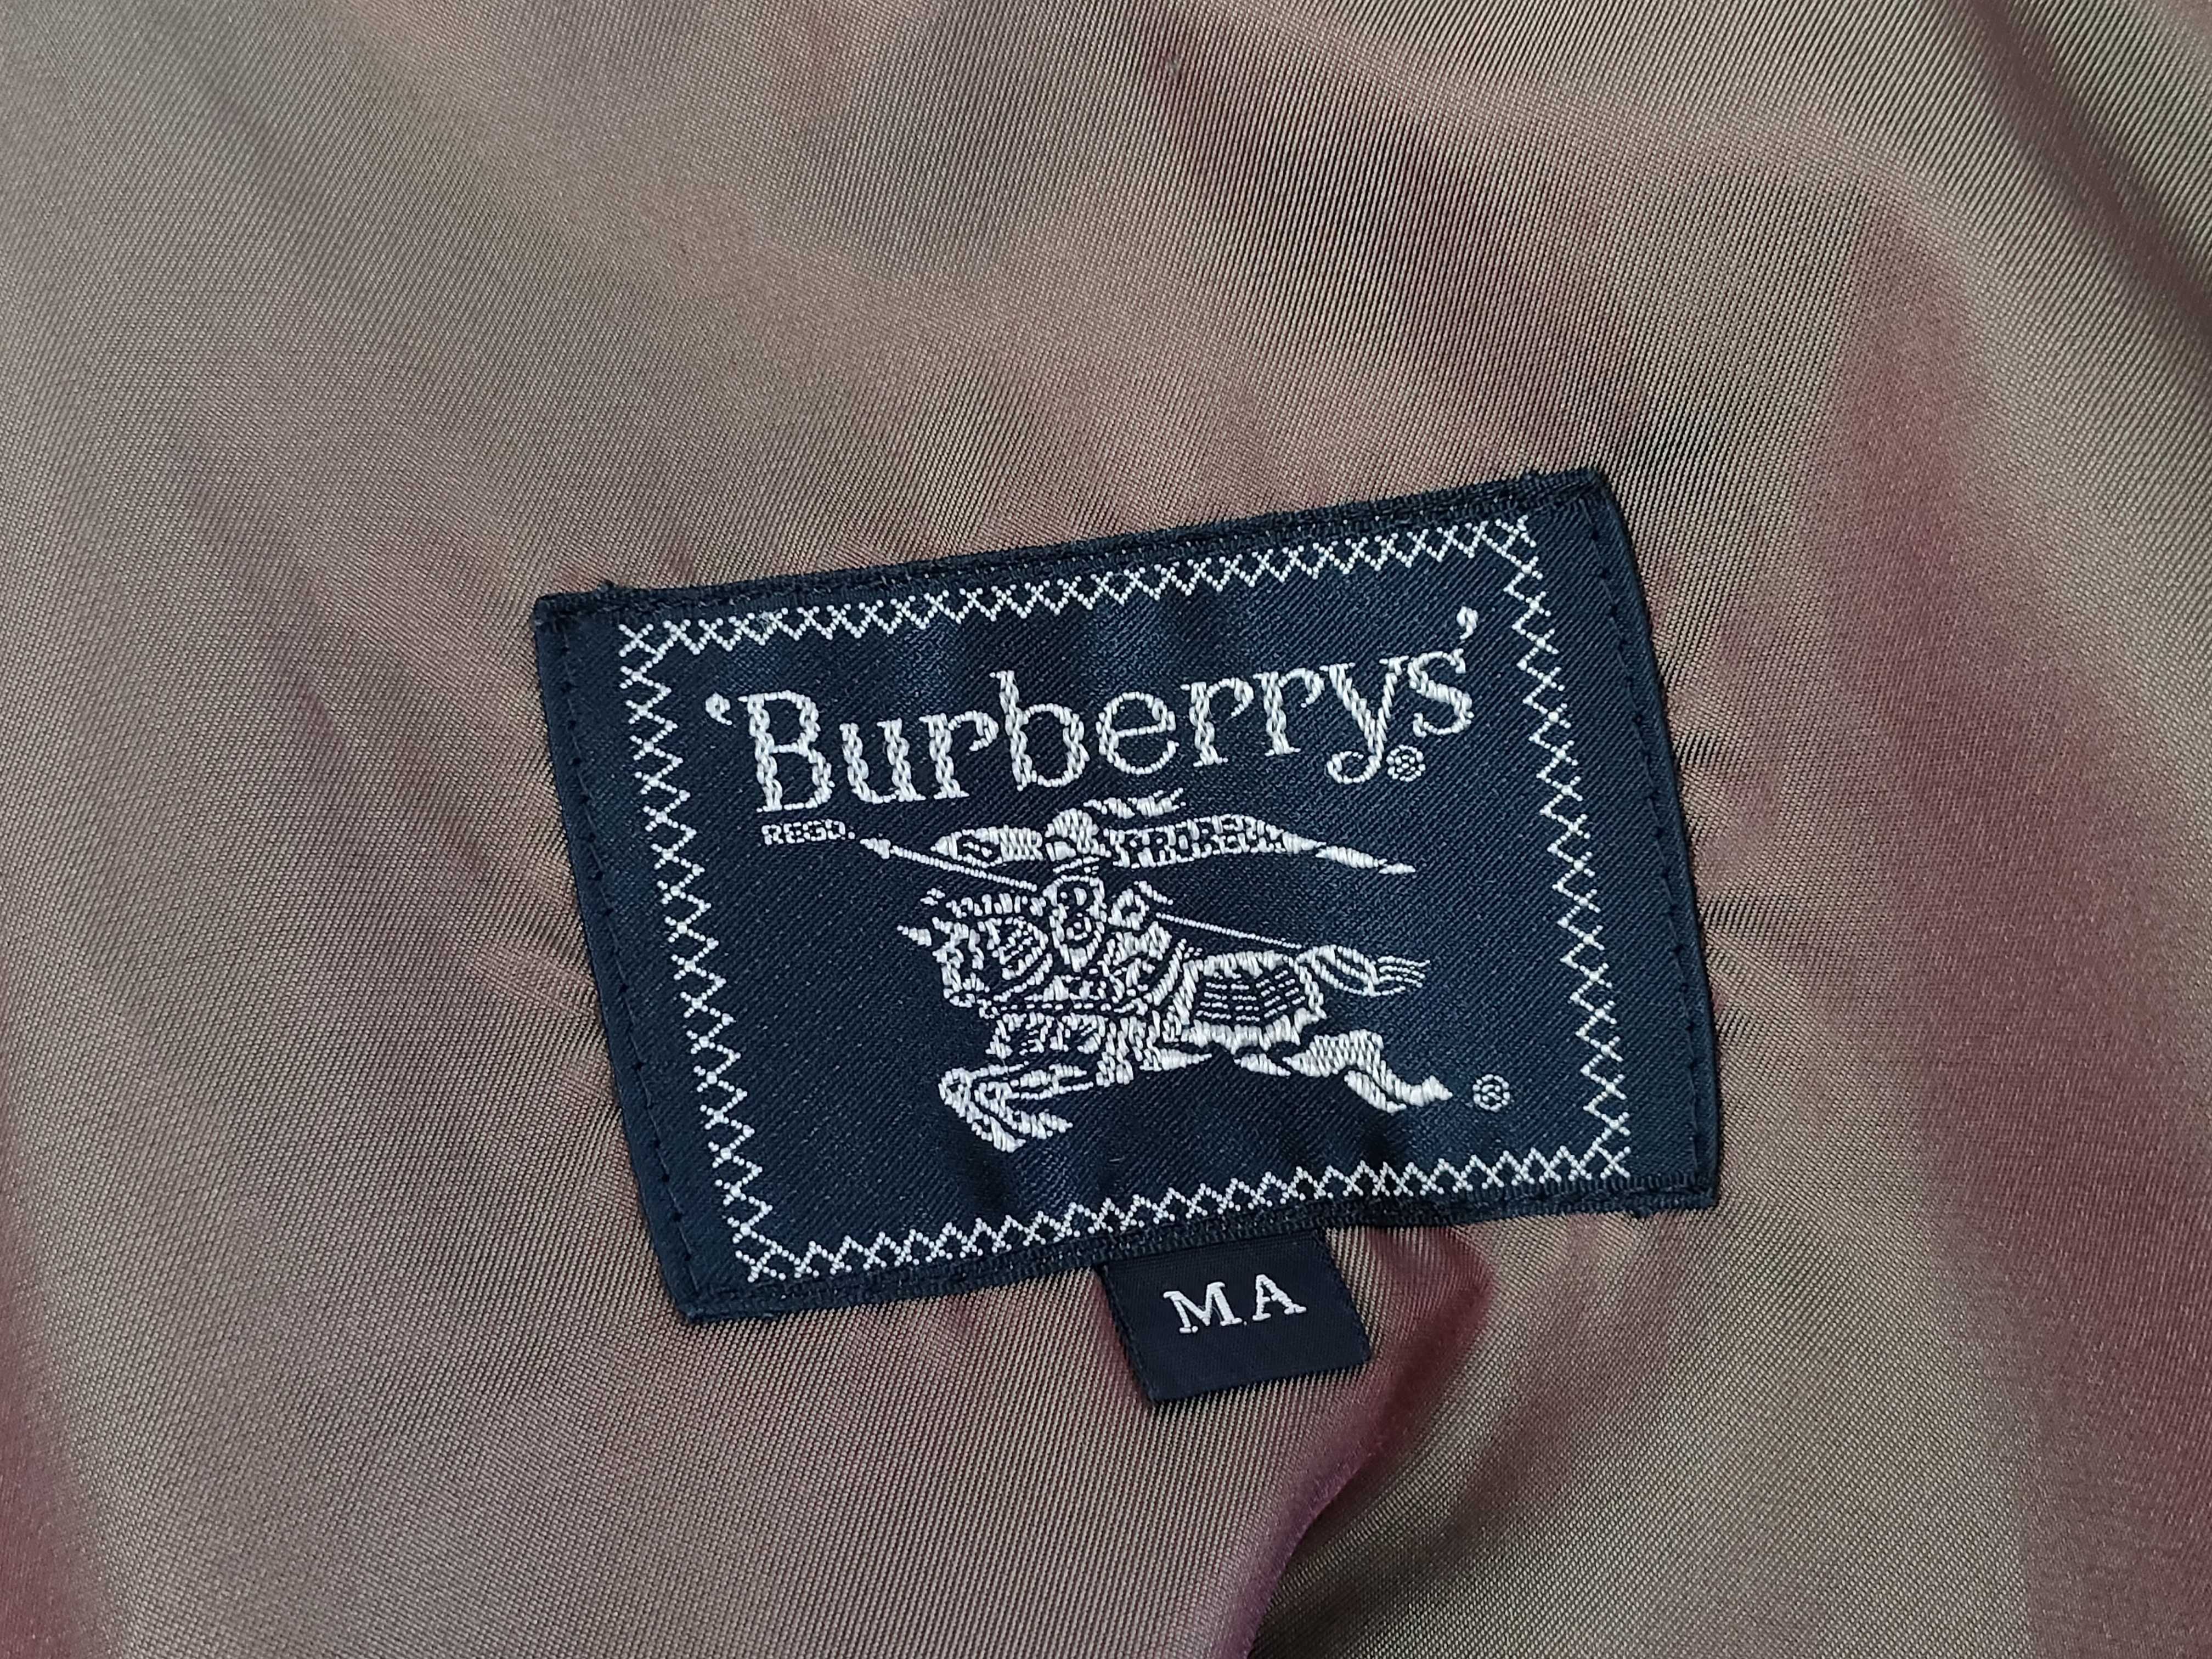 'Burberrys'®
REGD.
PRORSUM
®
MA